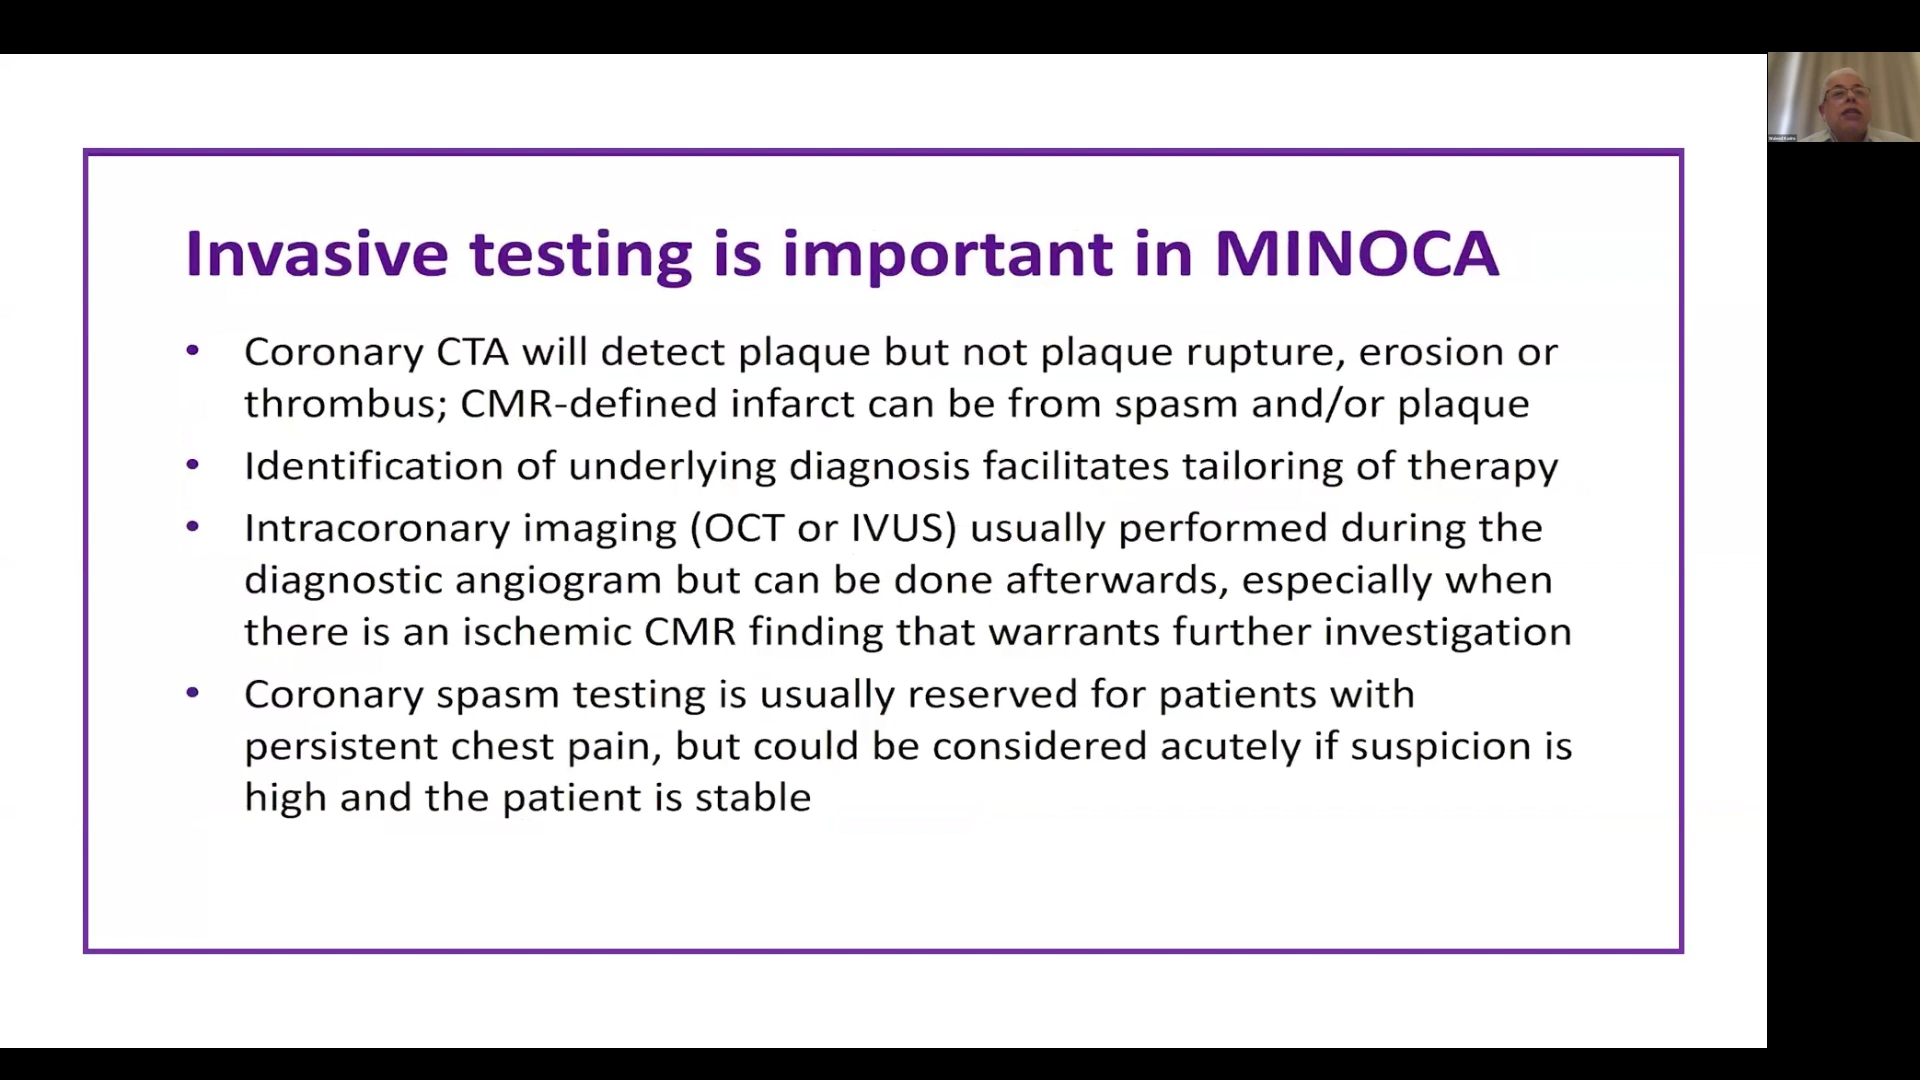 Invasive testing is important in MINOCA
• Coronary CTA will detect plaque but not plaque rupture, erosion or
thrombus; CMR-defined infarct can be from spasm and/or plaque
• Identification of underlying diagnosis facilitates tailoring of therapy
• Intracoronary imaging (OCT or IVUS) usually performed during the
diagnostic angiogram but can be done afterwards, especially when
there is an ischemic CMR finding that warrants further investigation
• Coronary spasm testing is usually reserved for patients with
persistent chest pain, but could be considered acutely if suspicion is
high and the patient is stable